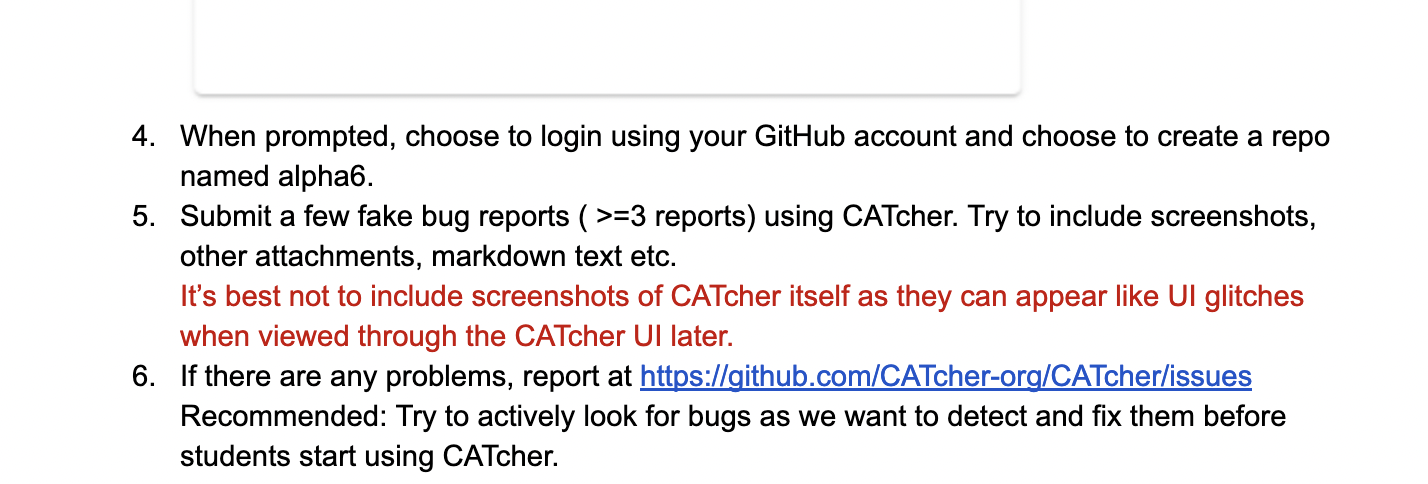 4. When prompted, choose to login using your GitHub account and choose to create a repo
named alpha6.
5. Submit a few fake bug reports ( >=3 reports) using CATcher. Try to include screenshots,
other attachments, markdown text etc.
It’s best not to include screenshots of CATcher itself as they can appear like UI glitches
when viewed through the CATcher UI later.
6. If there are any problems, report at https://github.com/CATcher-org/CATcher/issues
Recommended: Try to actively look for bugs as we want to detect and fix them before
students start using CATcher.